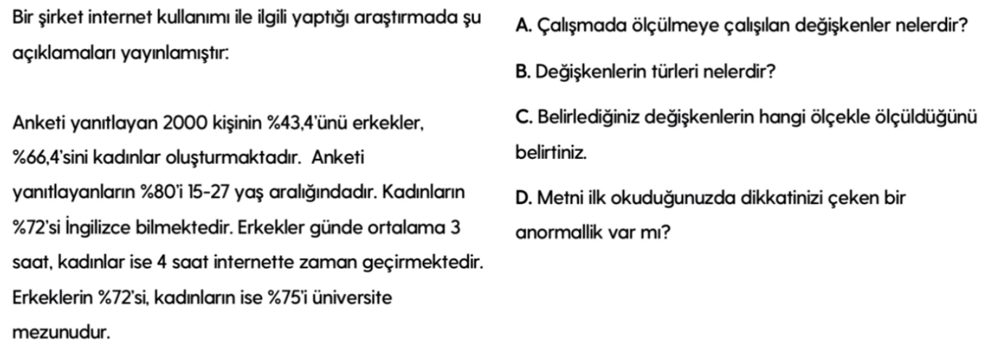 Bir şirket internet kullanımı ile ilgili yaptığı araştırmada şu
açıklamaları yayınlamıştır:
Anketi yanıtlayan 2000 kişinin %43,4'ünü erkekler,
%66,4'sini kadınlar oluşturmaktadır. Anketi
yanıtlayanların %80'i 15-27 yaş aralığındadır. Kadınların
%72'si İngilizce bilmektedir. Erkekler günde ortalama 3
saat, kadınlar ise 4 saat internette zaman geçirmektedir.
Erkeklerin %72'si, kadınların ise %75'i üniversite
mezunudur.
A. Çalışmada ölçülmeye çalışılan değişkenler nelerdir?
B. Değişkenlerin türleri nelerdir?
C. Belirlediğiniz değişkenlerin hangi ölçekle ölçüldüğünü
belirtiniz.
D. Metni ilk okuduğunuzda dikkatinizi çeken bir
anormallik var mı?